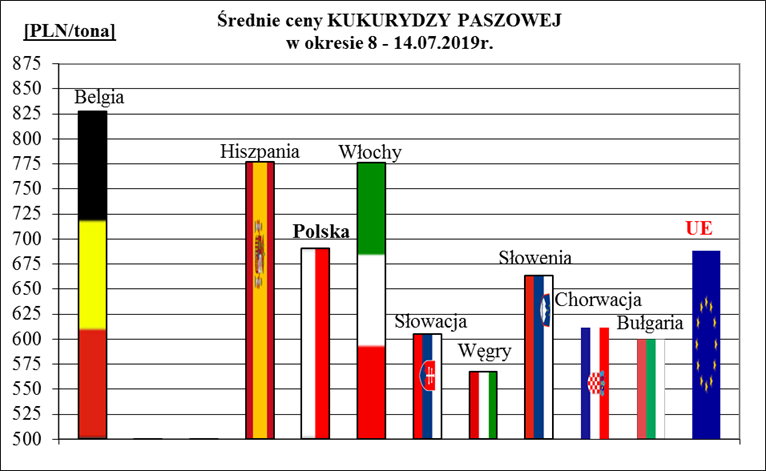 Średnie ceny KUKURYDZY PASZOWEJ
w okresie 8 - 14.07.2019r.
[PLN/tona]
875
850
825
800
775
750
725
700
675
650
625
600
575
550
525
500
Belgia
Hiszpania
Polska
Włochy
Słowacja
Węgry
Słowenia
Chorwacja
Bułgaria
UE